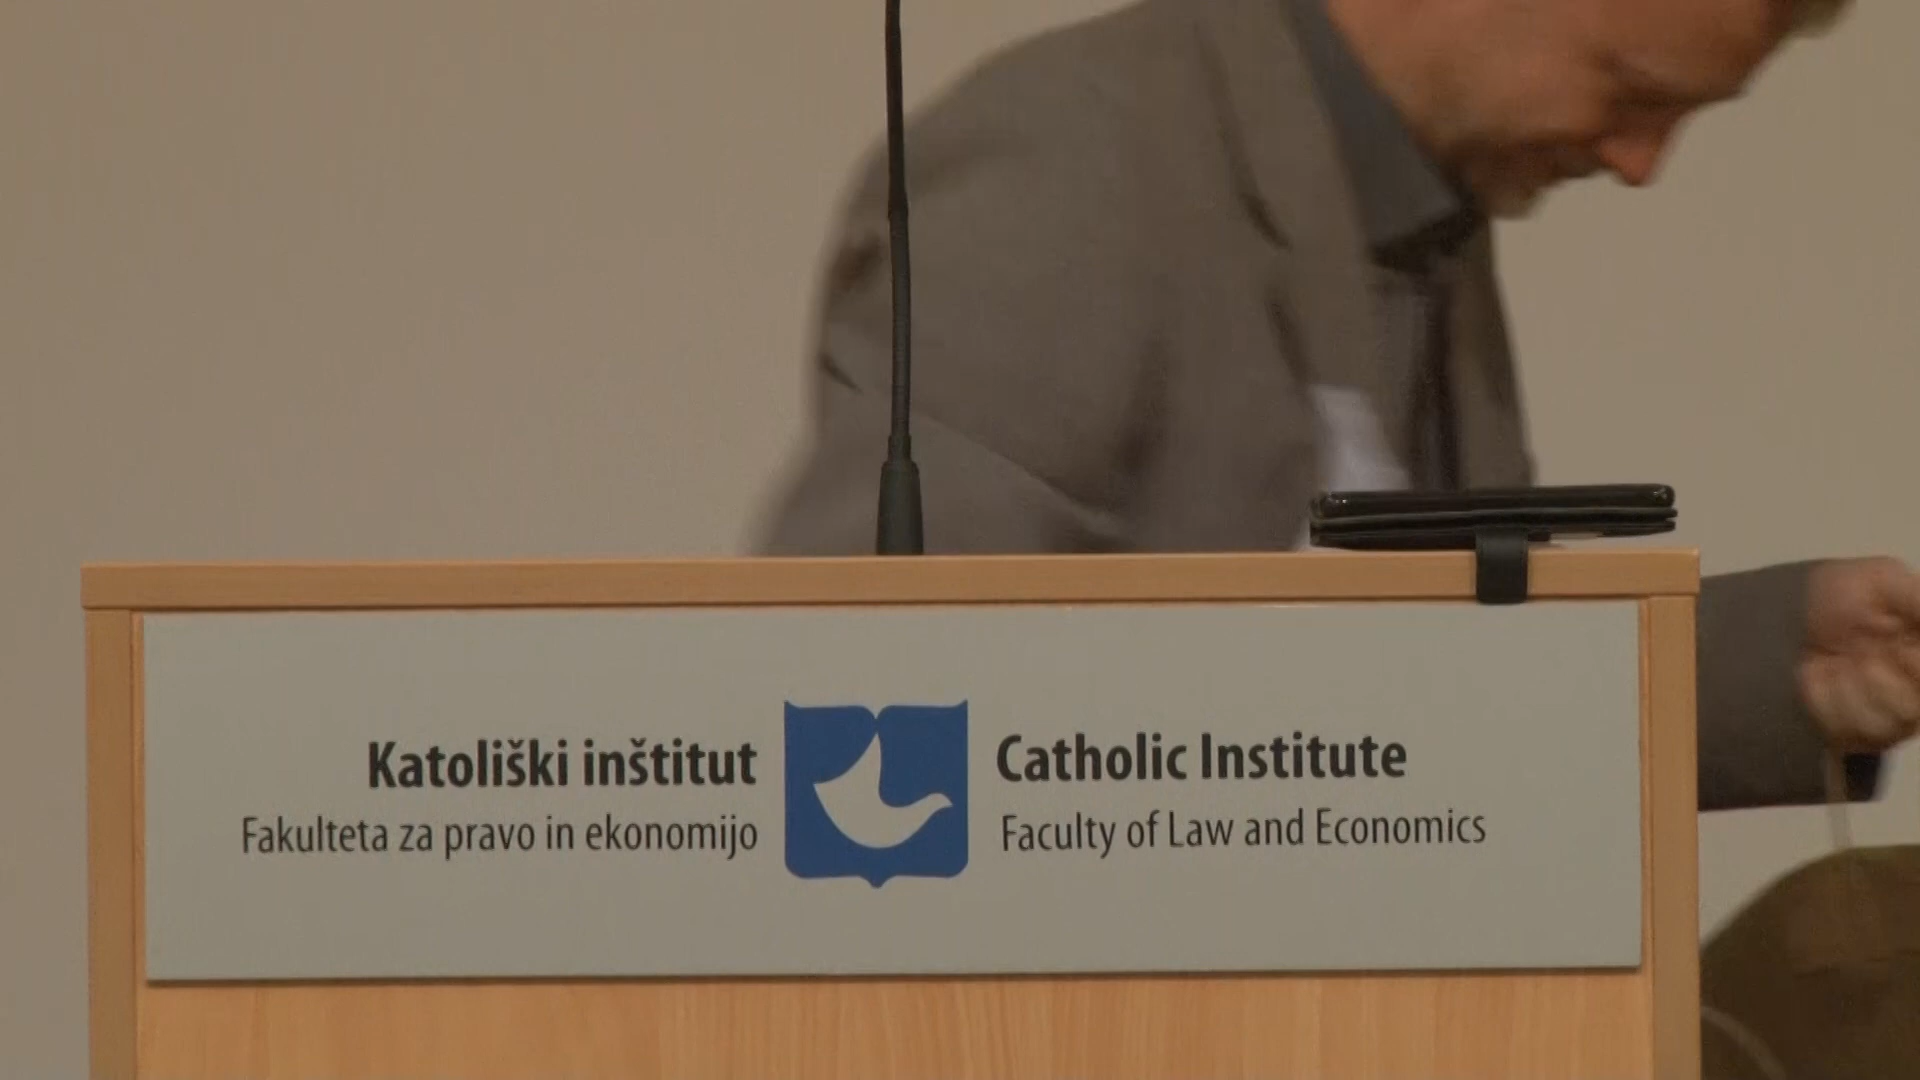 Katoliški inštitut
Fakulteta za pravo in ekonomijo
Catholic Institute
Faculty of Law and Economics